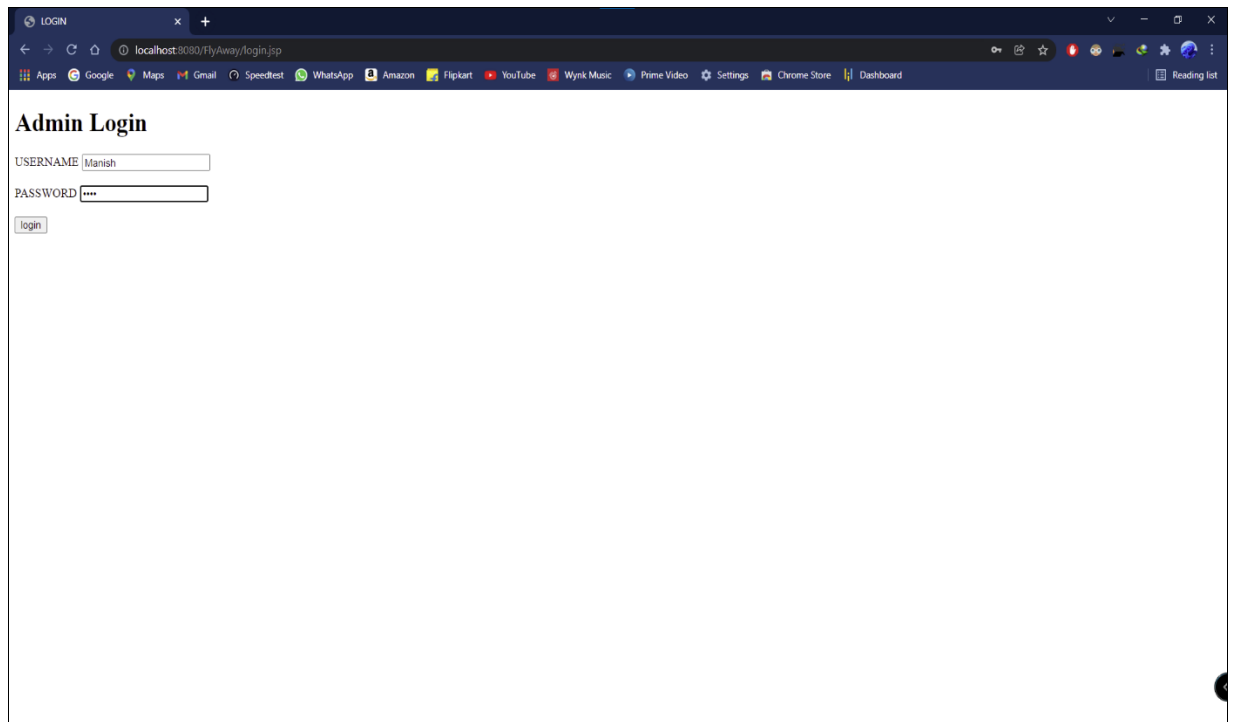 LOGIN
localhost:8080/FlyAway/login.jsp
Apps Google Maps Gmail Speedtest WhatsApp Amazon Flipkart YouTube Wynk Music Prime Video Settings Chrome Store Dashboard Reading list
Admin Login
USERNAME Manish
PASSWORD ••••
login